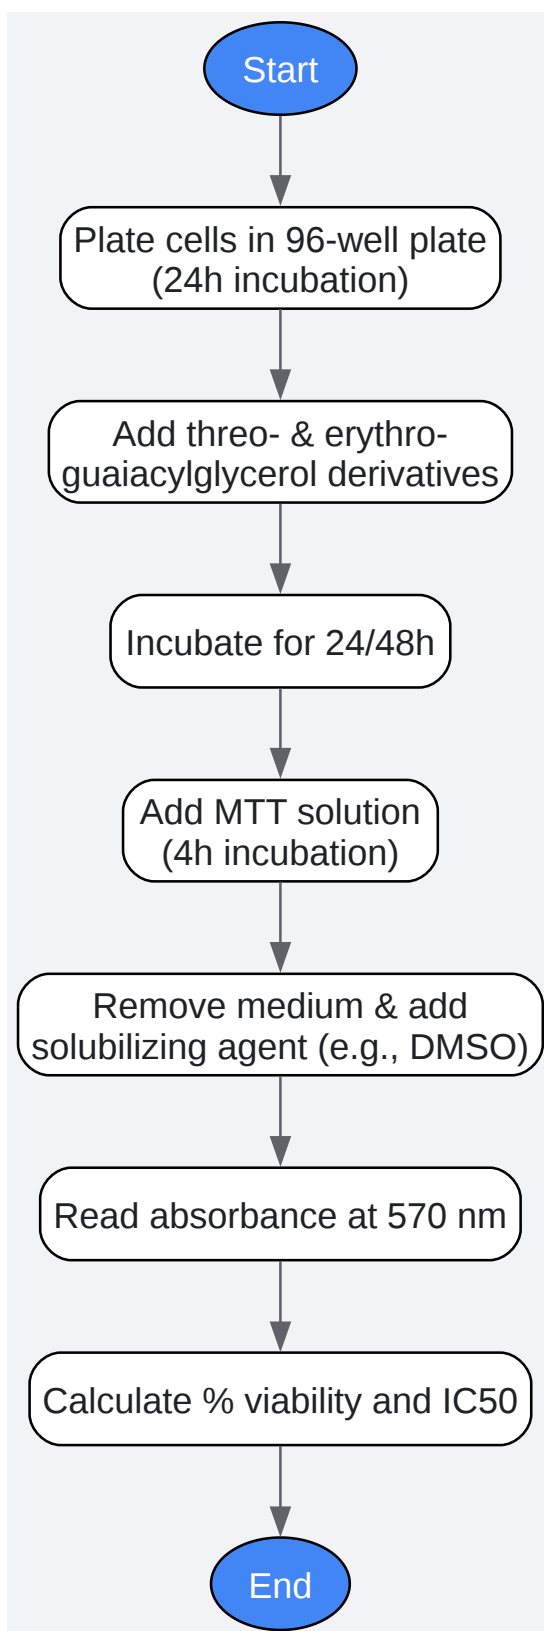 Start
Plate cells in 96-well plate
(24h incubation)
Add threo- & erythro-
guaiacylglycerol derivatives
Incubate for 24/48h
Add MTT solution
(4h incubation)
Remove medium & add
solubilizing agent (e.g., DMSO)
Read absorbance at 570 nm
Calculate % viability and IC50
End